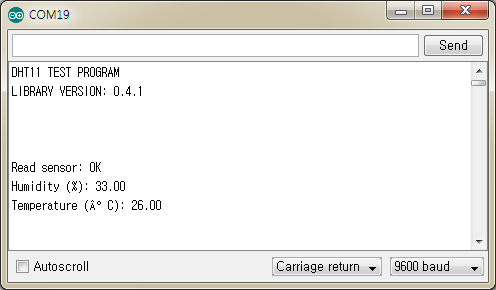 COM19
Send
DHT11 TEST PROGRAM
LIBRARY VERSION: 0.4.1
Read sensor: OK
Humidity (%): 33.00
Temperature (Â° C): 26.00
Autoscroll
Carriage return
9600 baud